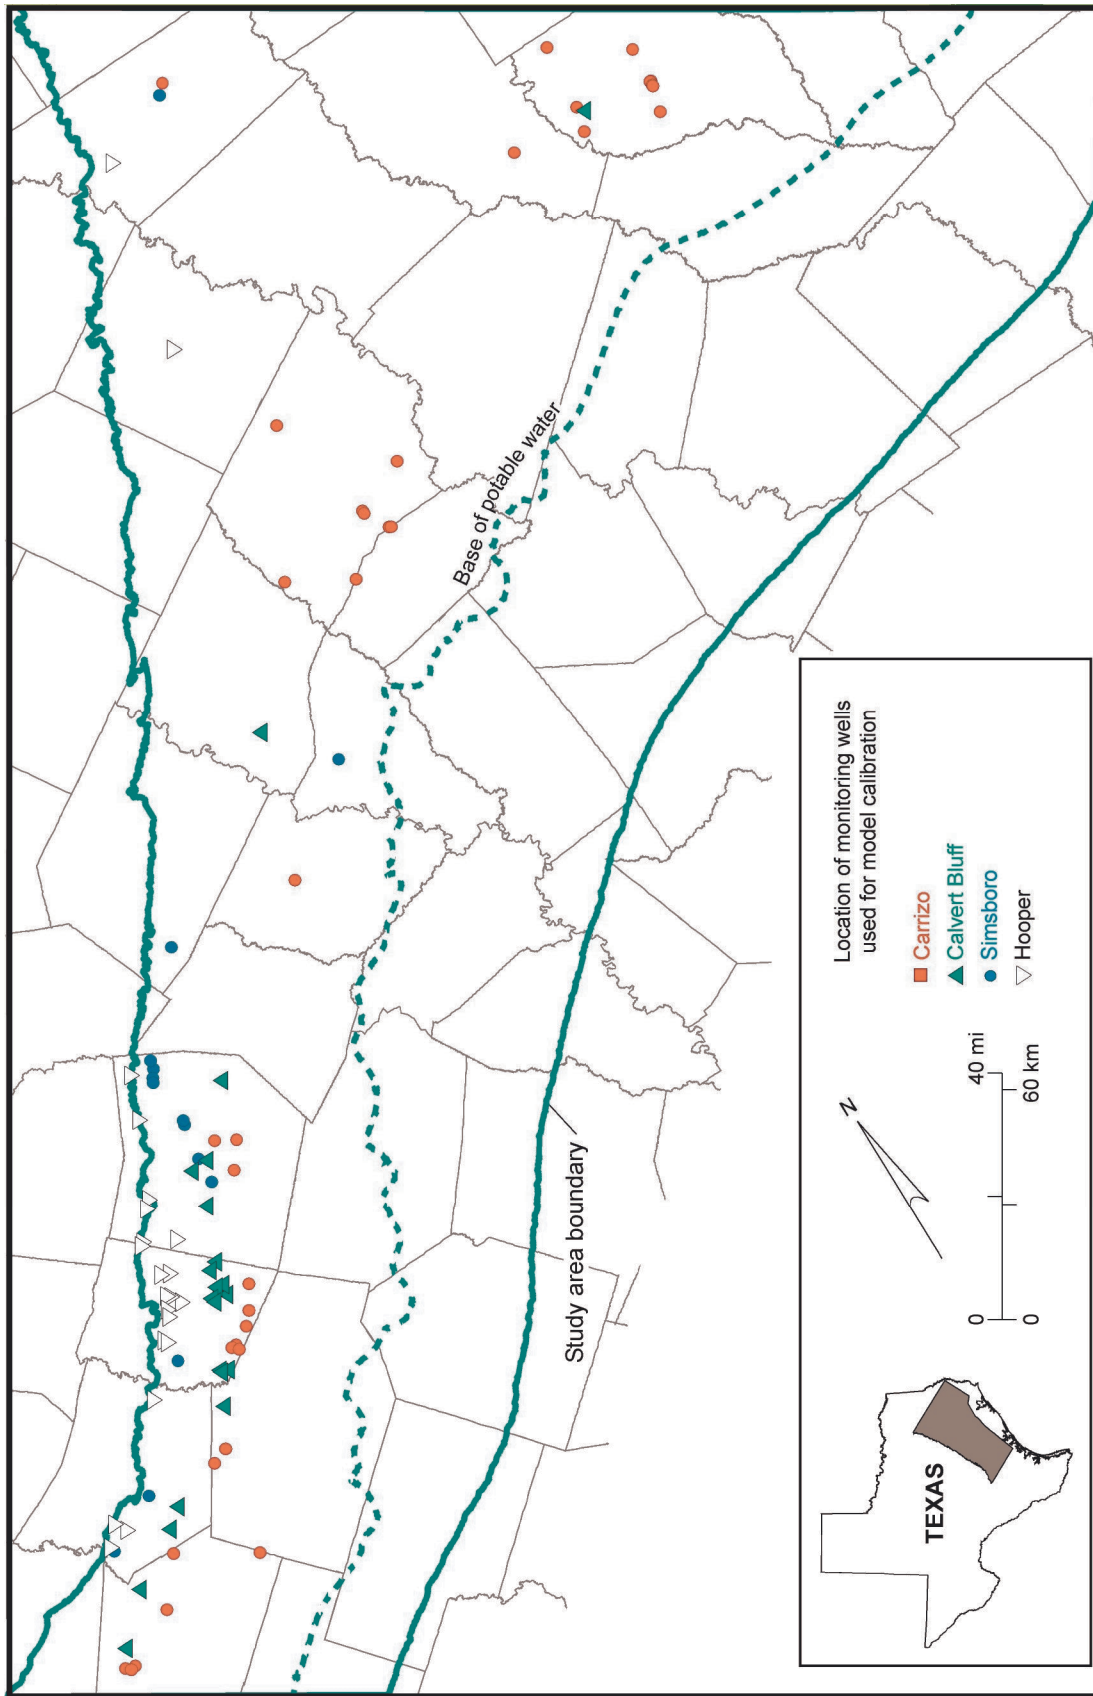 Base of potable water
Study area boundary
Location of monitoring wells
used for model calibration
Carrizo
Calvert Bluff
Simsboro
Hooper
N
0
40 mi
0
60 km
TEXAS